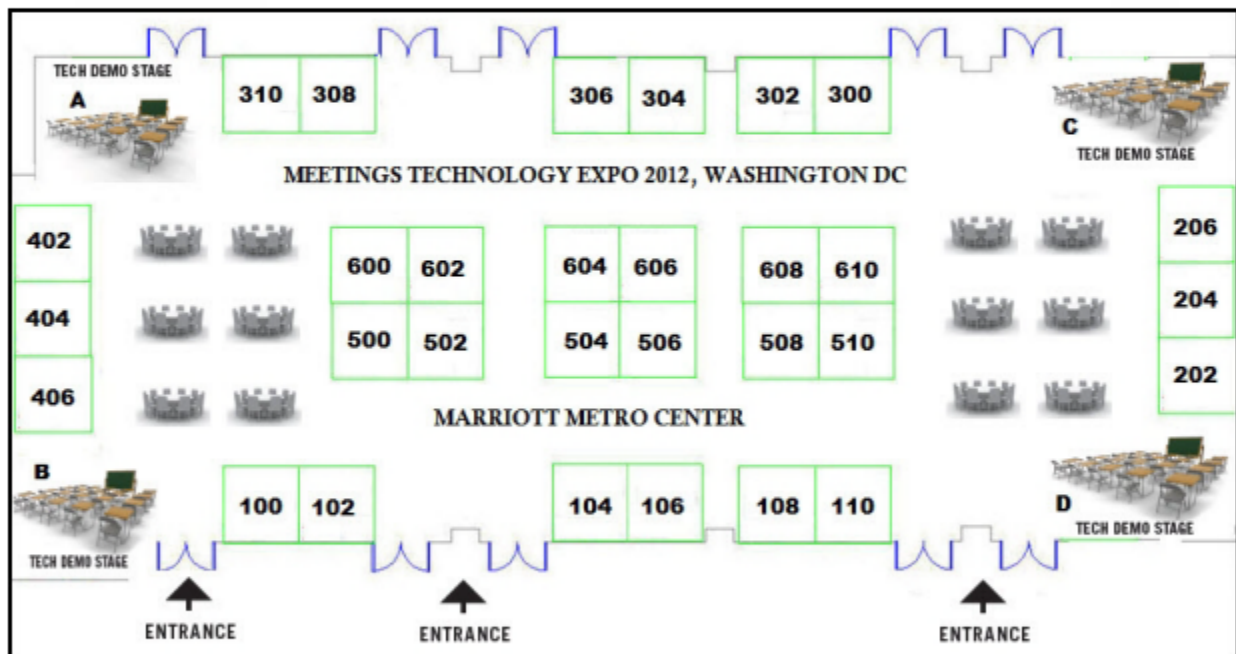 TECH DEMO STAGE
A
310 308 306 304 302 300
C
TECH DEMO STAGE
MEETINGS TECHNOLOGY EXPO 2012, WASHINGTON DC
402 206
600 602 604 606 608 610
404 204
500 502 504 506 508 510
406 202
MARRIOTT METRO CENTER
B
100 102 104 106 108 110
D
TECH DEMO STAGE
TECH DEMO STAGE
ENTRANCE ENTRANCE ENTRANCE